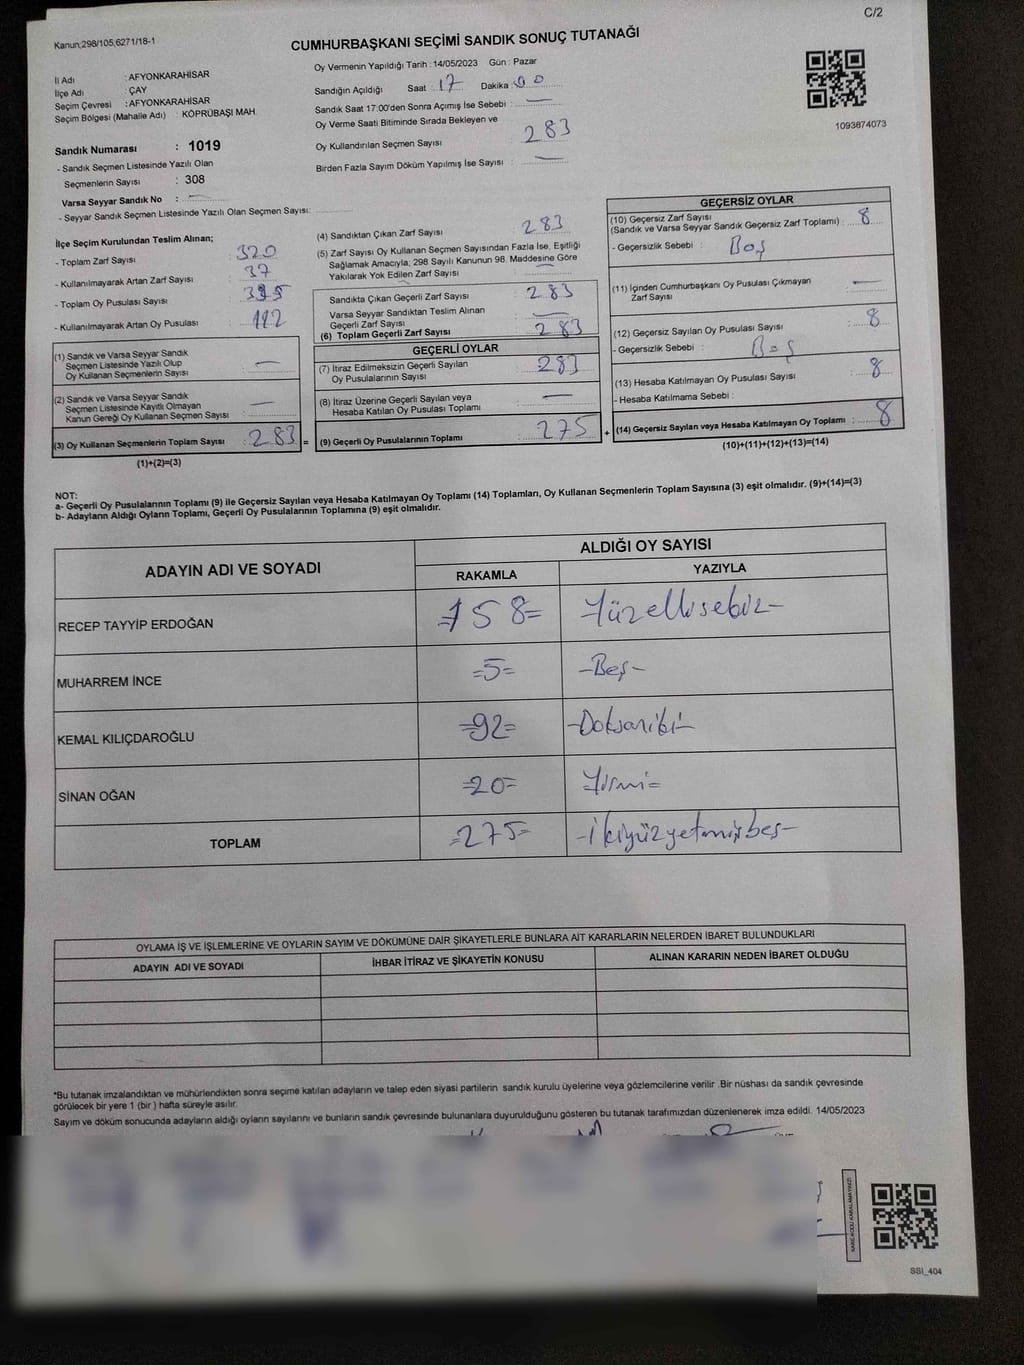 C/2
Kanun;298/105,6271/18-1
CUMHURBAŞKANI SEÇİMİ SANDIK SONUÇ TUTANAĞI
İl Adı : AFYONKARAHİSAR
İlçe Adı : ÇAY
Seçim Çevresi : AFYONKARAHİSAR
Seçim Bölgesi (Mahalle Adı) : KÖPRÜBAŞI MAH.
Sandık Numarası : 1019
- Sandık Seçmen Listesinde Yazılı Olan
Seçmenlerin Sayısı : 308
Varsa Seyyar Sandık No :
- Seyyar Sandık Seçmen Listesinde Yazılı Olan Seçmen Sayısı:
Oy Vermenin Yapıldığı Tarih : 14/05/2023 Gün : Pazar
Sandığın Açıldığı Saat : 17 Dakika : 00
Sandık Saat 17:00'den Sonra Açımış İse Sebebi : —
Oy Verme Saati Bitiminde Sırada Bekleyen ve
Oy Kullandırılan Seçmen Sayısı : 283
Birden Fazla Sayım Döküm Yapılmış İse Sayısı : —
1093874073
İlçe Seçim Kurulundan Teslim Alınan;
- Toplam Zarf Sayısı : 320
- Kullanılmayarak Artan Zarf Sayısı : 37
- Toplam Oy Pusulası Sayısı :
- Kullanılmayarak Artan Oy Pusulası : 112
(1) Sandık ve Varsa Seyyar Sandık
Seçmen Listesinde Yazılı Olup
Oy Kullanan Seçmenlerin Sayısı : —
(2) Sandık ve Varsa Seyyar Sandık
Seçmen Listesinde Kayıtlı Olmayan
Kanun Gereği Oy Kullanan Seçmen Sayısı : —
(3) Oy Kullanan Seçmenlerin Toplam Sayısı : 283 =
(1)+(2)=(3)
(4) Sandıktan Çıkan Zarf Sayısı : 283
(5) Zarf Sayısı Oy Kullanan Seçmen Sayısından Fazla İse, Eşitliği
Sağlamak Amacıyla; 298 Sayılı Kanunun 98. Maddesine Göre
Yakılarak Yok Edilen Zarf Sayısı : —
Sandıkta Çıkan Geçerli Zarf Sayısı : 283
Varsa Seyyar Sandıktan Teslim Alınan
Geçerli Zarf Sayısı : —
(6) Toplam Geçerli Zarf Sayısı : 283
GEÇERLİ OYLAR
(7) İtiraz Edilmeksizin Geçerli Sayılan
Oy Pusulalarının Sayısı : 283
(8) İtiraz Üzerine Geçerli Sayılan veya
Hesaba Katılan Oy Pusulası Toplamı : —
(9) Geçerli Oy Pusulalarının Toplamı : 275 +
GEÇERSİZ OYLAR
(10) Geçersiz Zarf Sayısı
(Sandık ve Varsa Seyyar Sandık Geçersiz Zarf Toplamı) : 8
- Geçersizlik Sebebi : Boş
(11) İçinden Cumhurbaşkanı Oy Pusulası Çıkmayan
Zarf Sayısı : —
(12) Geçersiz Sayılan Oy Pusulası Sayısı : 8
- Geçersizlik Sebebi : Boş
(13) Hesaba Katılmayan Oy Pusulası Sayısı : 8
- Hesaba Katılmama Sebebi :
(14) Geçersiz Sayılan veya Hesaba Katılmayan Oy Toplamı : 8
(10)+(11)+(12)+(13)=(14)
NOT:
a- Geçerli Oy Pusulalarının Toplamı (9) ile Geçersiz Sayılan veya Hesaba Katılmayan Oy Toplamı (14) Toplamları, Oy Kullanan Seçmenlerin Toplam Sayısına (3) eşit olmalıdır. (9)+(14)=(3)
b- Adayların Aldığı Oyların Toplamı, Geçerli Oy Pusulalarının Toplamına (9) eşit olmalıdır.
ADAYIN ADI VE SOYADI
ALDIĞI OY SAYISI
RAKAMLA YAZIYLA
RECEP TAYYİP ERDOĞAN =158= Yüzellisekiz-
MUHARREM İNCE =5= -Beş-
KEMAL KILIÇDAROĞLU =92= -Doksaniki-
SİNAN OĞAN =20= Yirmi=
TOPLAM =275= -İkiyüzyetmişbeş-
OYLAMA İŞ VE İŞLEMLERİNE VE OYLARIN SAYIM VE DÖKÜMÜNE DAİR ŞİKAYETLERLE BUNLARA AİT KARARLARIN NELERDEN İBARET BULUNDUKLARI
ADAYIN ADI VE SOYADI İHBAR İTİRAZ VE ŞİKAYETİN KONUSU ALINAN KARARIN NEDEN İBARET OLDUĞU
*Bu tutanak imzalandıktan ve mühürlendikten sonra seçime katılan adayların ve talep eden siyasi partilerin sandık kurulu üyelerine veya gözlemcilerine verilir .Bir nüshası da sandık çevresinde
görülecek bir yere 1 (bir ) hafta süreyle asılır.
Sayım ve döküm sonucunda adayların aldığı oyların sayılarını ve bunların sandık çevresinde bulunanlara duyurulduğunu gösteren bu tutanak tarafımızdan düzenlenerek imza edildi. 14/05/2023
KAREKODU KARALAMAYINIZ!
SSI_404